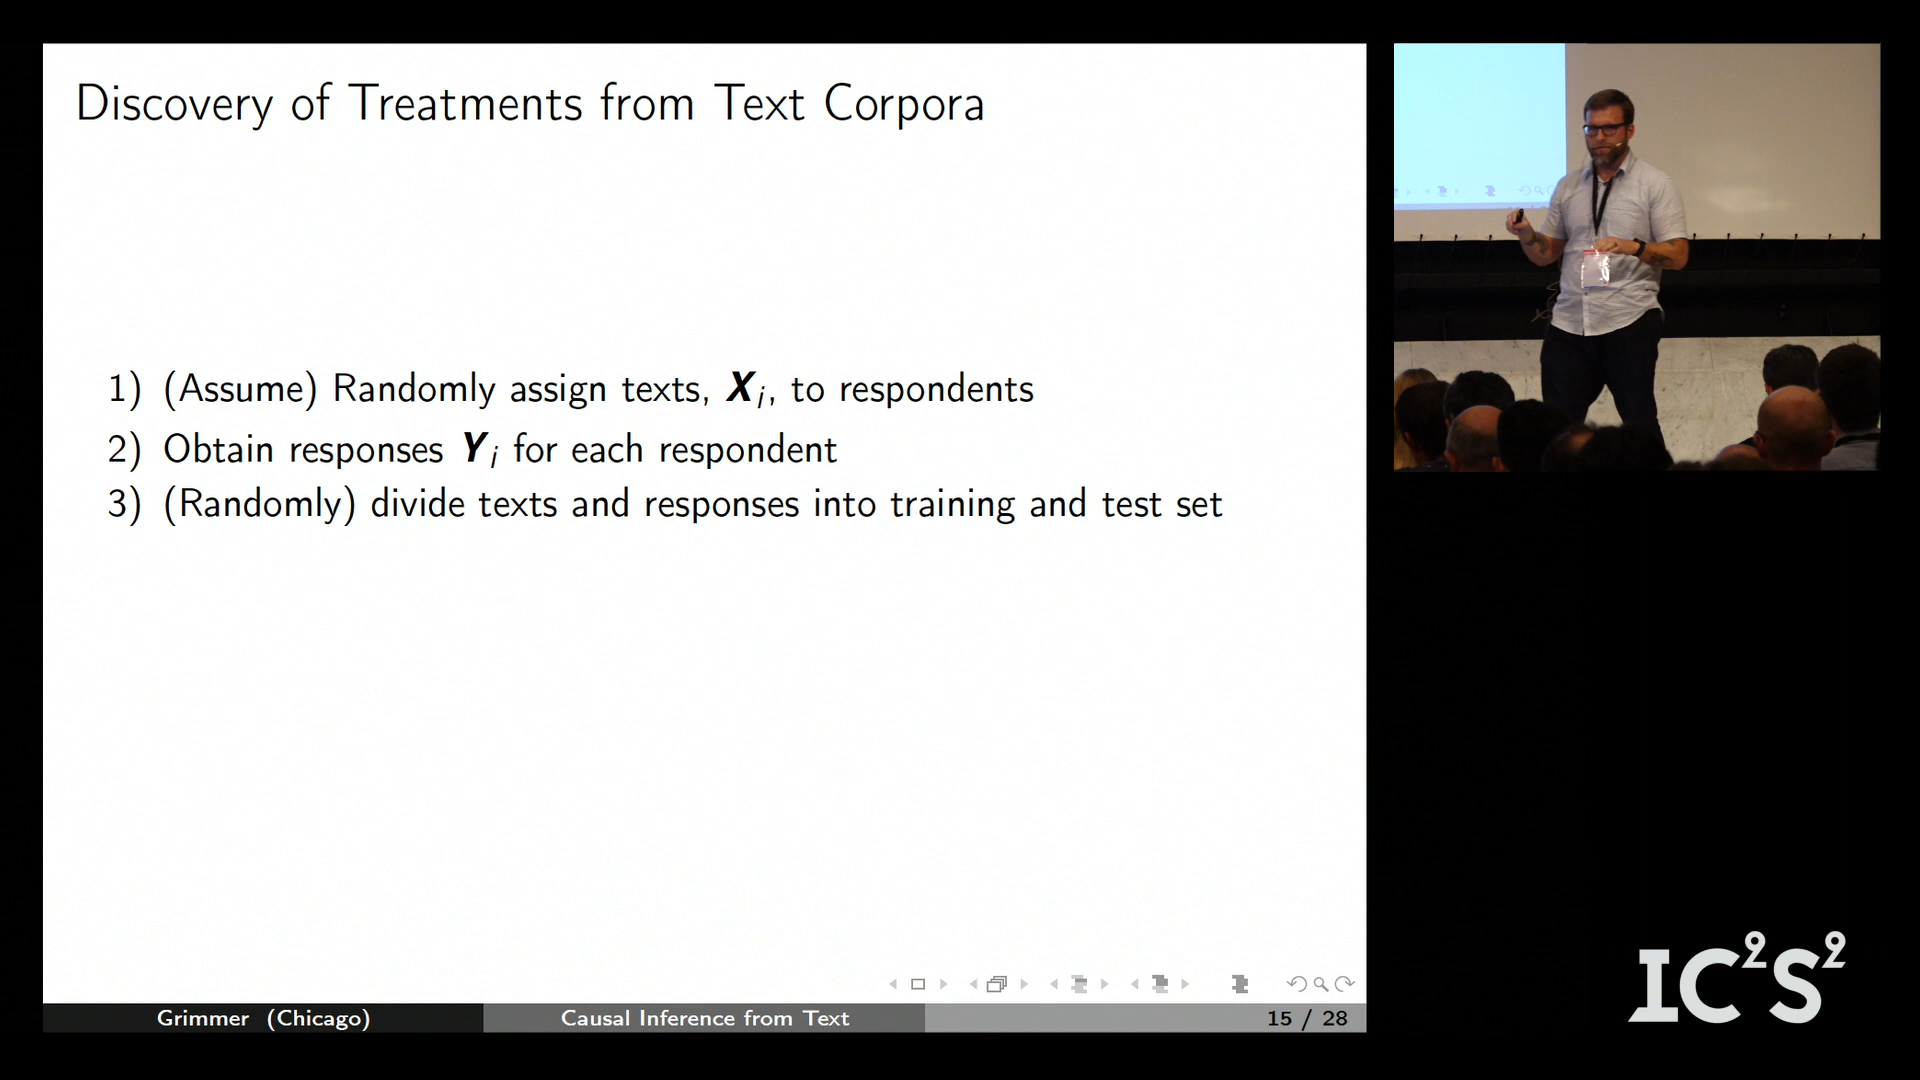 Discovery of Treatments from Text Corpora
1) (Assume) Randomly assign texts, Xᵢ, to respondents
2) Obtain responses Yᵢ for each respondent
3) (Randomly) divide texts and responses into training and test set
Grimmer (Chicago)
Causal Inference from Text
15 / 28
IC²S²